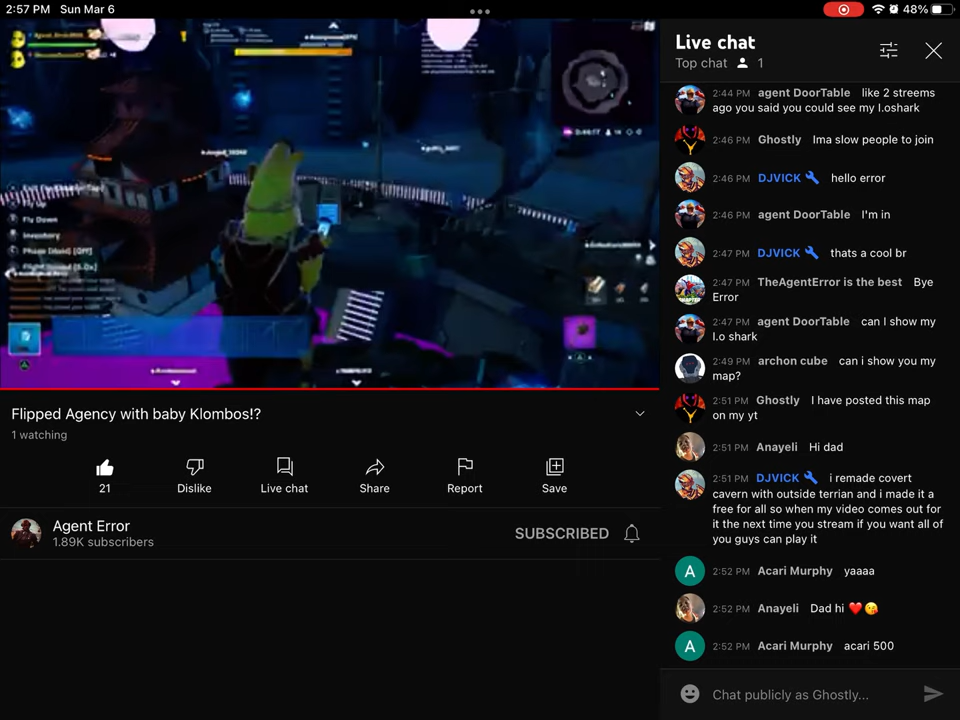 2:57 PM Sun Mar 6
48%
Fly Down
Inventory
Phase (Hold) [Off]
Flipped Agency with baby Klombos!?
1 watching
21
Dislike
Live chat
Share
Report
Save
Agent Error
1.89K subscribers
SUBSCRIBED
Live chat
Top chat 1
2:44 PM agent DoorTable like 2 streems
ago you said you could see my I.oshark
2:46 PM Ghostly Ima slow people to join
2:46 PM DJVICK hello error
2:46 PM agent DoorTable I'm in
2:47 PM DJVICK thats a cool br
2:47 PM TheAgentError is the best Bye
Error
2:47 PM agent DoorTable can I show my
I.o shark
2:49 PM archon cube can i show you my
map?
2:51 PM Ghostly I have posted this map
on my yt
2:51 PM Anayeli Hi dad
2:51 PM DJVICK i remade covert
cavern with outside terrian and i made it a
free for all so when my video comes out for
it the next time you stream if you want all of
you guys can play it
2:52 PM Acari Murphy yaaaa
2:52 PM Anayeli Dad hi ❤️😘
A
2:52 PM Acari Murphy acari 500
A
Chat publicly as Ghostly...